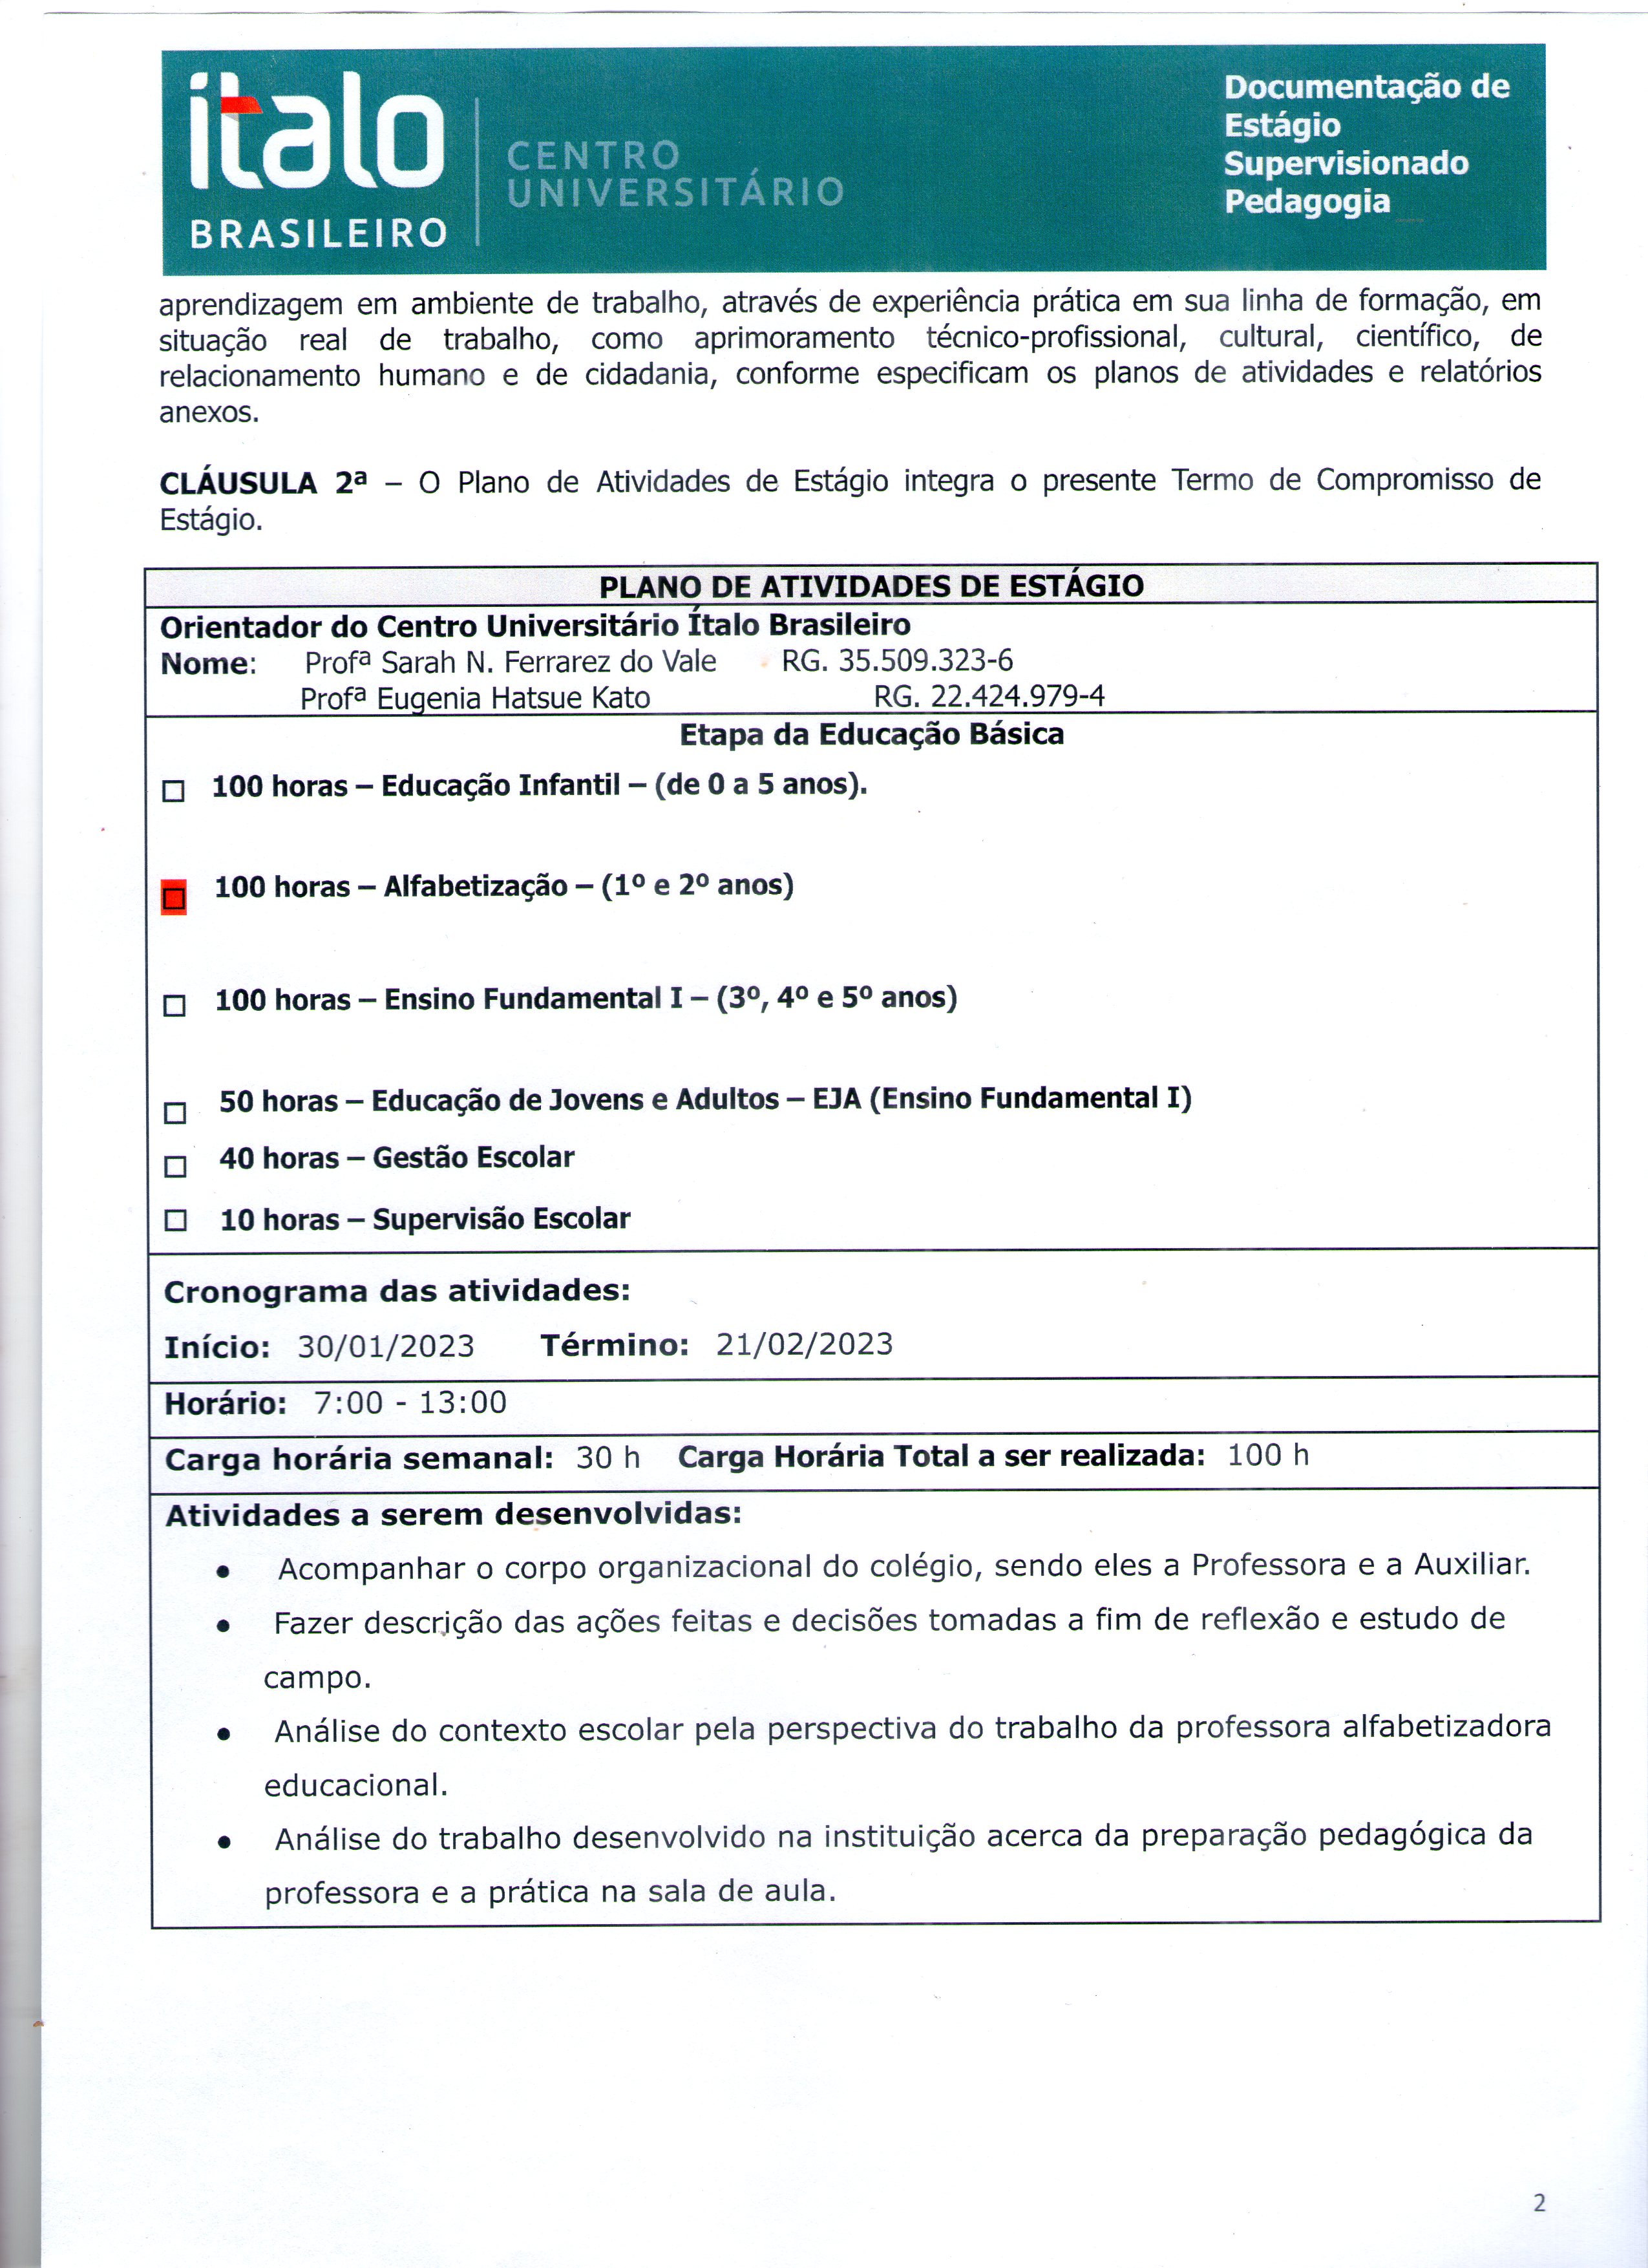 ítalo
BRASILEIRO
CENTRO
UNIVERSITÁRIO
Documentação de
Estágio
Supervisionado
Pedagogia
aprendizagem em ambiente de trabalho, através de experiência prática em sua linha de formação, em
situação real de trabalho, como aprimoramento técnico-profissional, cultural, científico, de
relacionamento humano e de cidadania, conforme especificam os planos de atividades e relatórios
anexos.
CLÁUSULA 2ª – O Plano de Atividades de Estágio integra o presente Termo de Compromisso de
Estágio.
PLANO DE ATIVIDADES DE ESTÁGIO
Orientador do Centro Universitário Ítalo Brasileiro
Nome: Profª Sarah N. Ferrarez do Vale RG. 35.509.323-6
Profª Eugenia Hatsue Kato RG. 22.424.979-4
Etapa da Educação Básica
☐ 100 horas – Educação Infantil – (de 0 a 5 anos).
☐ 100 horas – Alfabetização – (1º e 2º anos)
☐ 100 horas – Ensino Fundamental I – (3º, 4º e 5º anos)
☐ 50 horas – Educação de Jovens e Adultos – EJA (Ensino Fundamental I)
☐ 40 horas – Gestão Escolar
☐ 10 horas – Supervisão Escolar
Cronograma das atividades:
Início: 30/01/2023 Término: 21/02/2023
Horário: 7:00 - 13:00
Carga horária semanal: 30 h Carga Horária Total a ser realizada: 100 h
Atividades a serem desenvolvidas:
• Acompanhar o corpo organizacional do colégio, sendo eles a Professora e a Auxiliar.
• Fazer descrição das ações feitas e decisões tomadas a fim de reflexão e estudo de
campo.
• Análise do contexto escolar pela perspectiva do trabalho da professora alfabetizadora
educacional.
• Análise do trabalho desenvolvido na instituição acerca da preparação pedagógica da
professora e a prática na sala de aula.
2